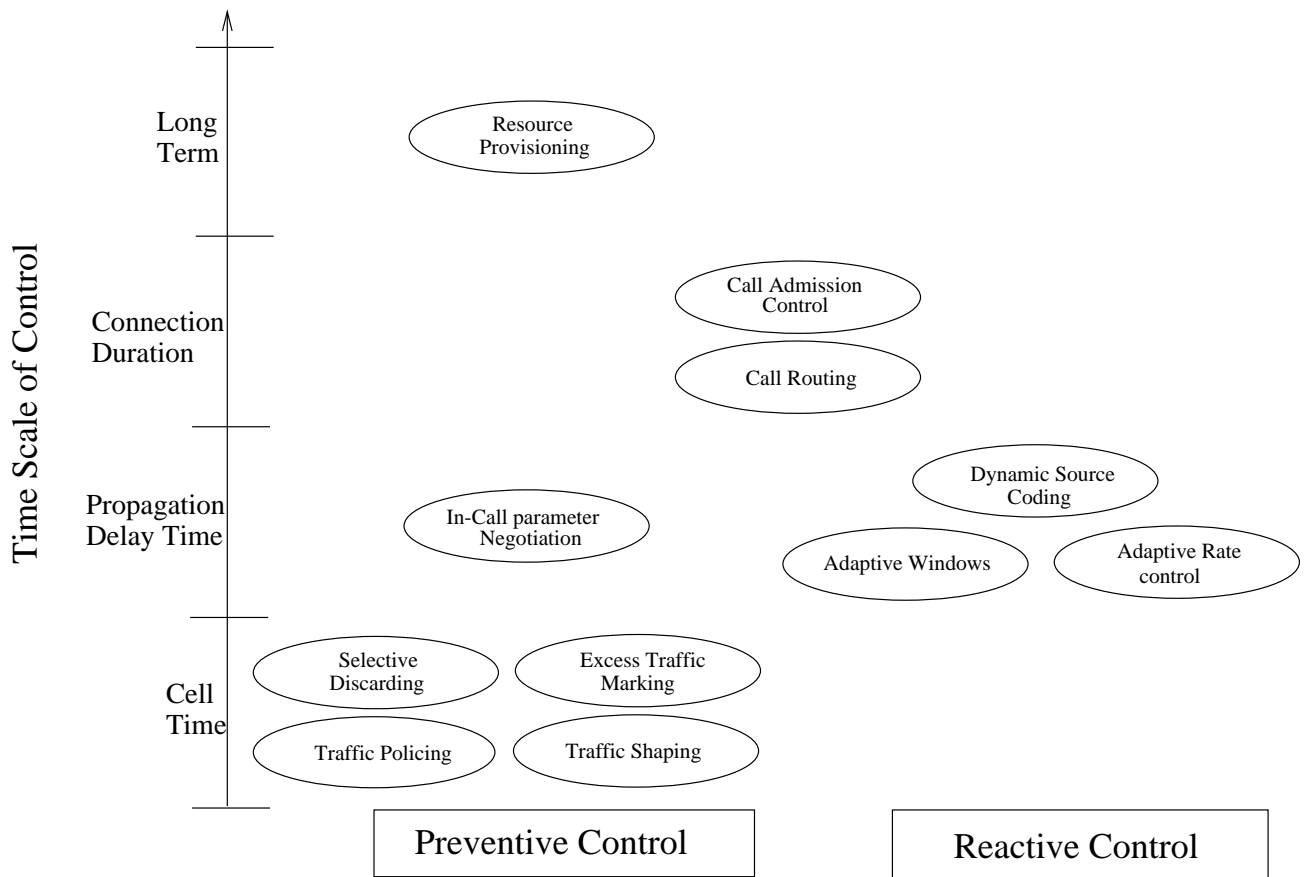 Time Scale of Control
Long
Term
Resource
Provisioning
Connection
Duration
Call Admission
Control
Call Routing
Propagation
Delay Time
In-Call parameter
Negotiation
Dynamic Source
Coding
Adaptive Windows
Adaptive Rate
control
Cell
Time
Selective
Discarding
Excess Traffic
Marking
Traffic Policing
Traffic Shaping
Preventive Control
Reactive Control